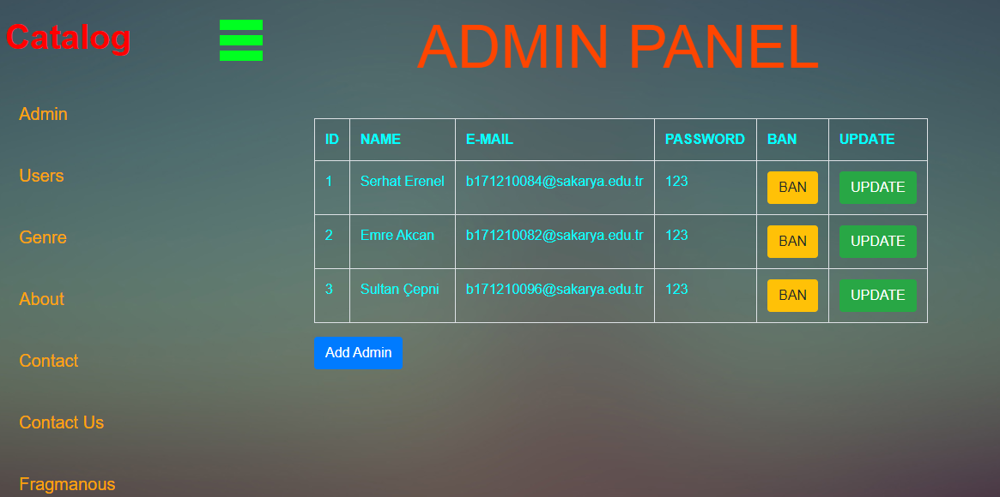 Catalog
ADMIN PANEL
Admin
Users
Genre
About
Contact
Contact Us
Fragmanous
ID NAME E-MAIL PASSWORD BAN UPDATE
1 Serhat Erenel b171210084@sakarya.edu.tr 123 BAN UPDATE
2 Emre Akcan b171210082@sakarya.edu.tr 123 BAN UPDATE
3 Sultan Çepni b171210096@sakarya.edu.tr 123 BAN UPDATE
Add Admin